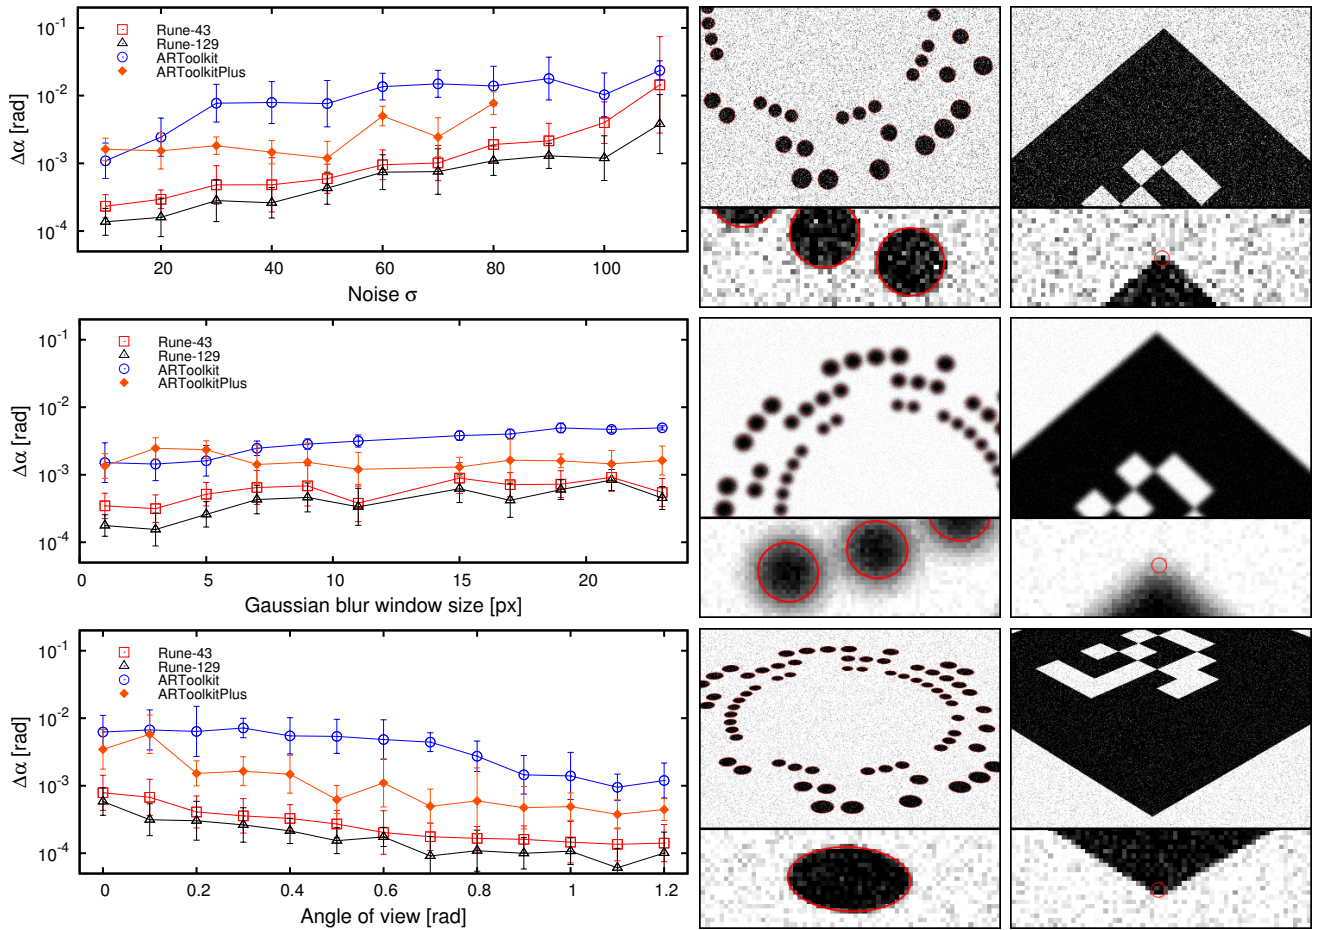 10-1
10-2
10-3
10-4
Δα [rad]
Rune-43
Rune-129
ARToolkit
ARToolkitPlus
20 40 60 80 100
Noise σ
10-1
10-2
10-3
10-4
Δα [rad]
Rune-43
Rune-129
ARToolkit
ARToolkitPlus
0 5 10 15 20
Gaussian blur window size [px]
10-1
10-2
10-3
10-4
Δα [rad]
Rune-43
Rune-129
ARToolkit
ARToolkitPlus
0 0.2 0.4 0.6 0.8 1 1.2
Angle of view [rad]